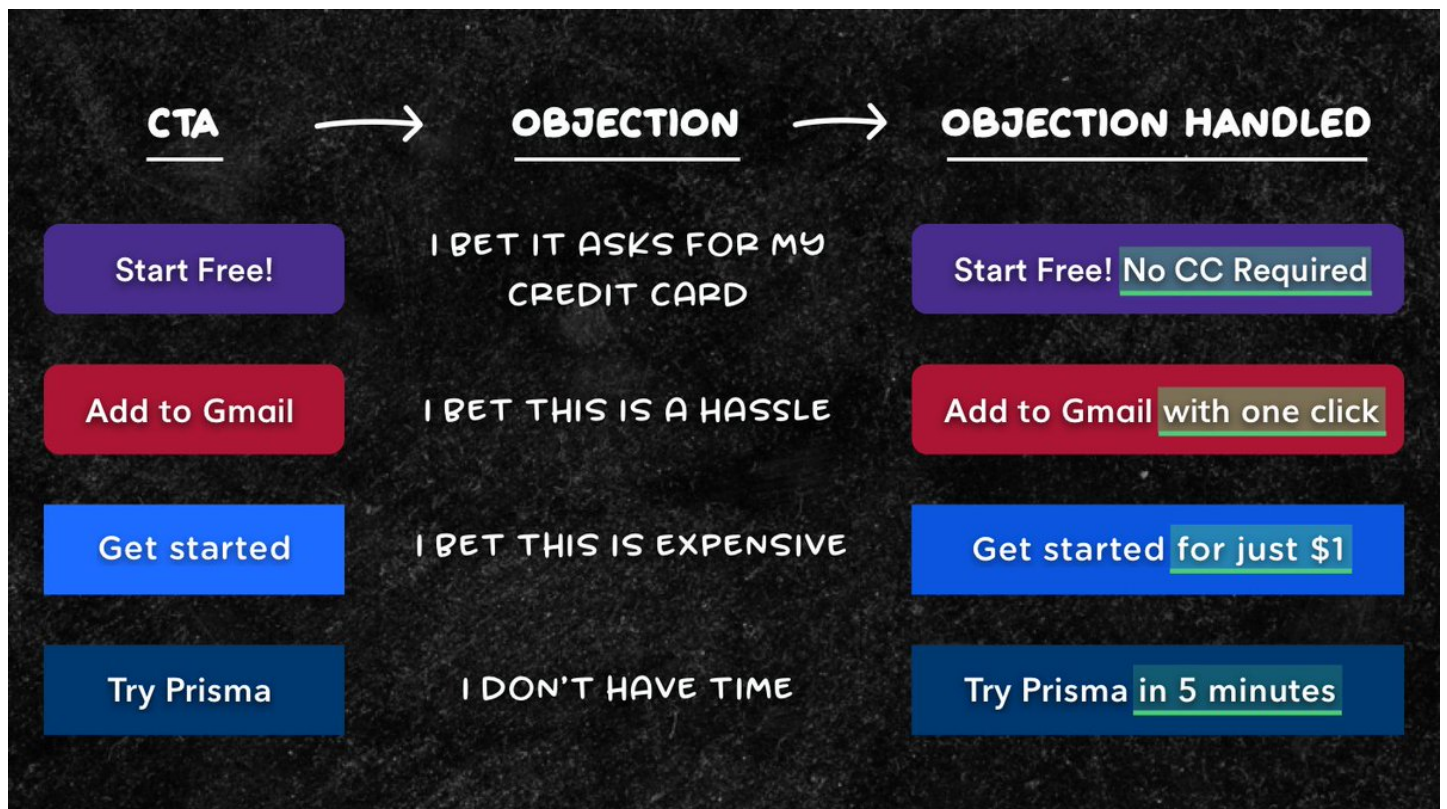 CTA → OBJECTION → OBJECTION HANDLED
Start Free!
I BET IT ASKS FOR MY
CREDIT CARD
Start Free! No CC Required
Add to Gmail
I BET THIS IS A HASSLE
Add to Gmail with one click
Get started
I BET THIS IS EXPENSIVE
Get started for just $1
Try Prisma
I DON'T HAVE TIME
Try Prisma in 5 minutes